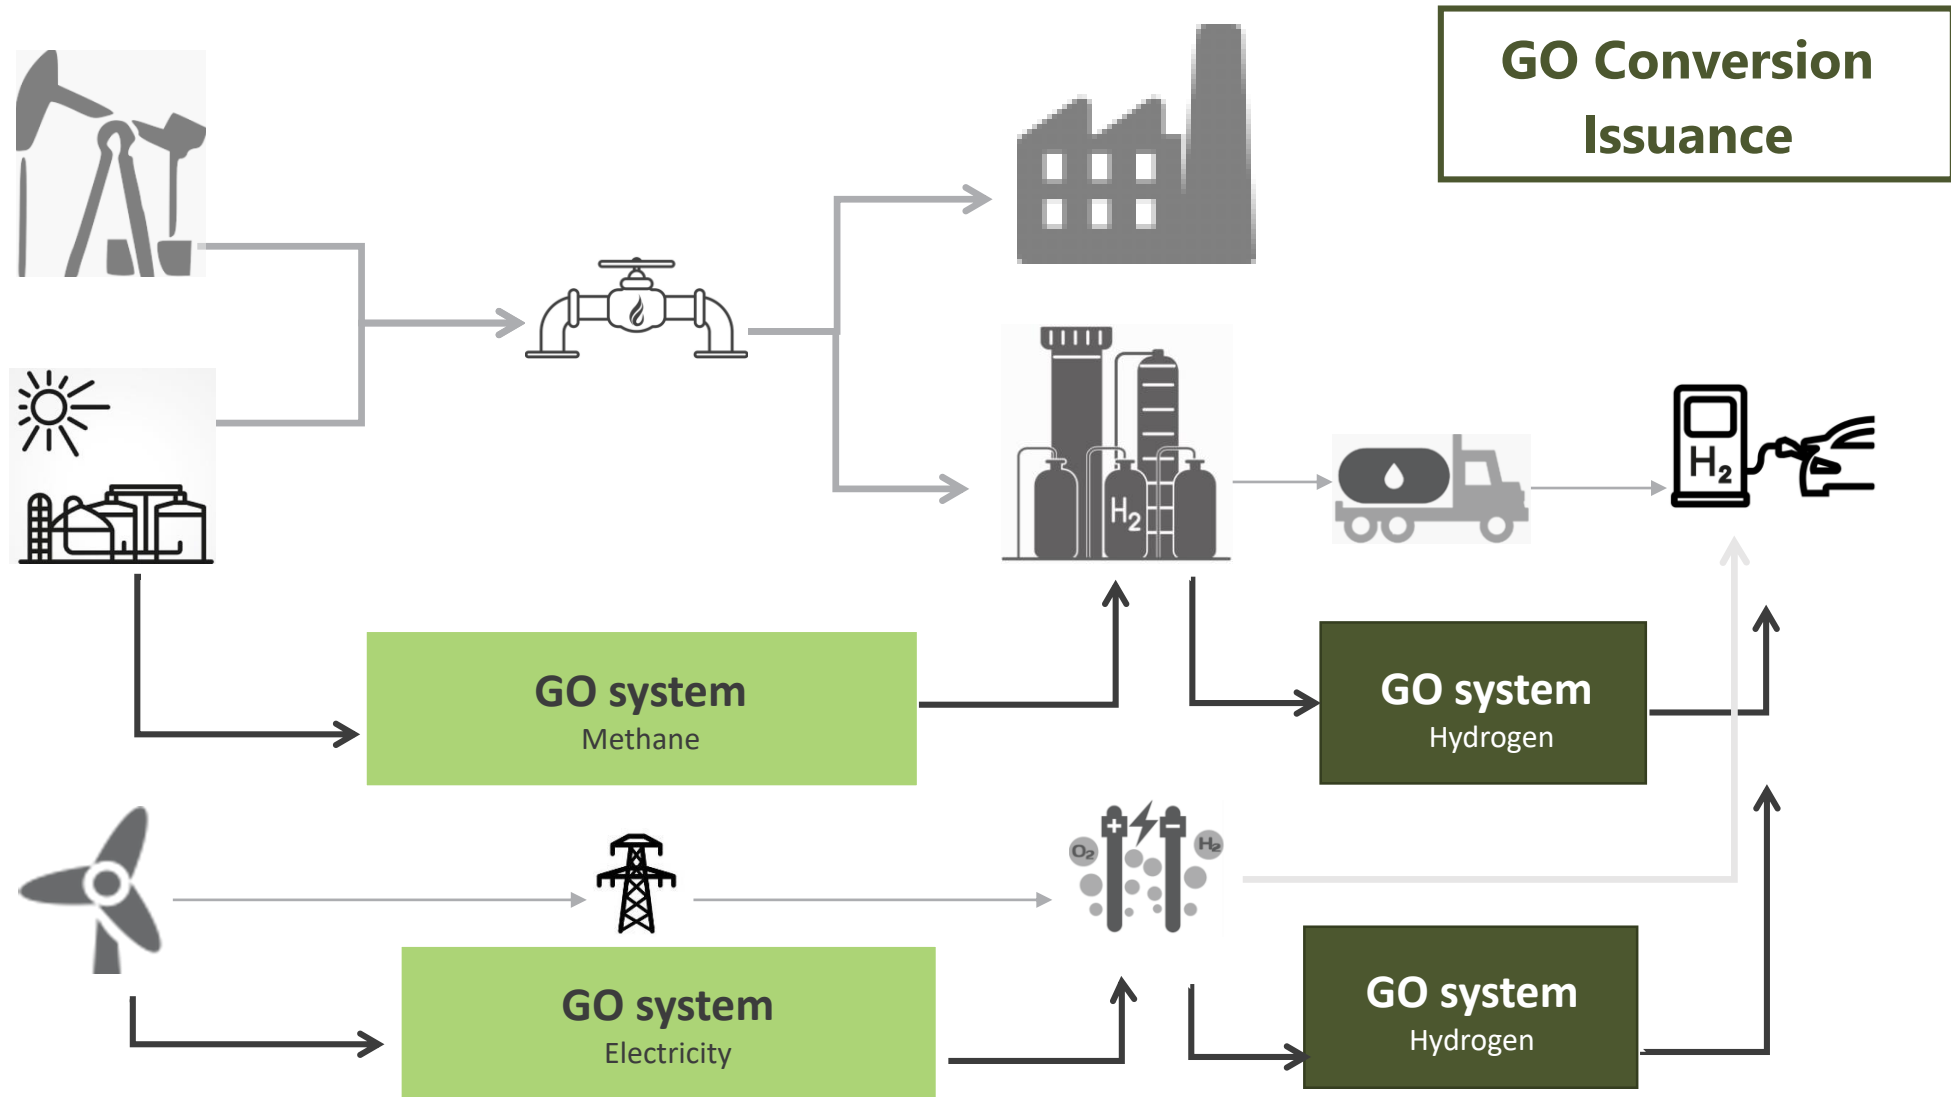 GO Conversion
Issuance
H2
H2
GO system
Methane
GO system
Hydrogen
O2
+
−
H2
GO system
Electricity
GO system
Hydrogen